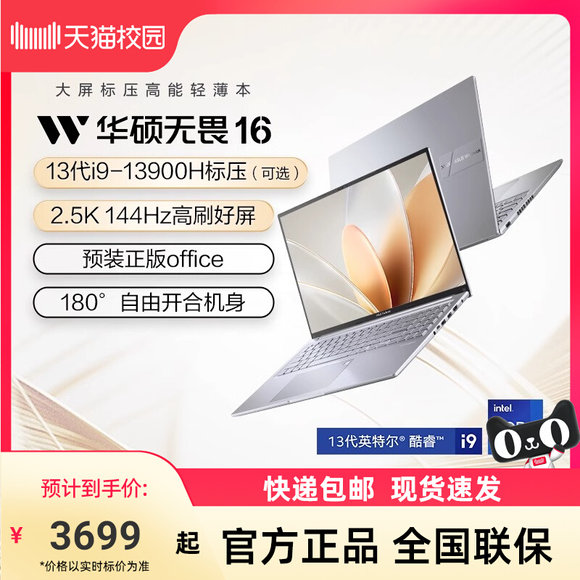 天猫校园
大屏标压高能轻薄本
华硕无畏16
13代i9-13900H标压(可选)
2.5K 144Hz高刷好屏
预装正版office
180°自由开合机身
intel
13代英特尔®酷睿™ i9
预计到手价:
快递包邮 现货速发
¥ 3699 起
官方正品 全国联保
*价格以实时标价为准